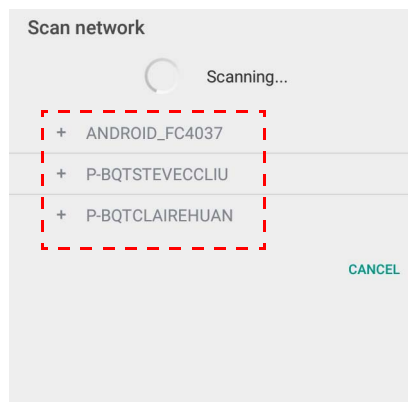 Scan network
Scanning...
+ ANDROID_FC4037
+ P-BQTSTEVECCLIU
+ P-BQTCLAIREHUAN
CANCEL